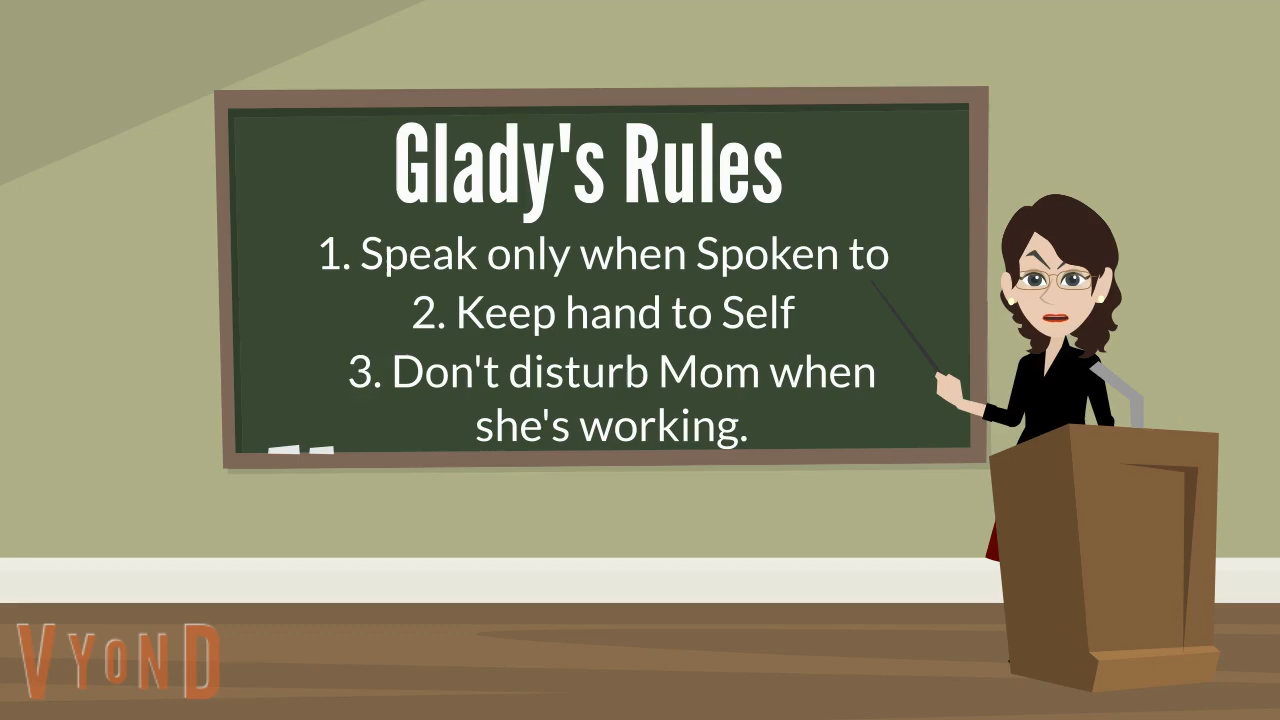 Glady's Rules
1. Speak only when Spoken to
2. Keep hand to Self
3. Don't disturb Mom when
she's working.
VYOND